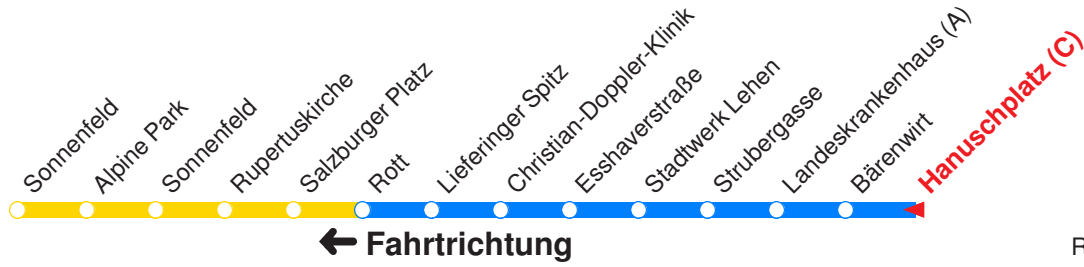 Sonnenfeld
Alpine Park
Sonnenfeld
Rupertuskirche
Salzburger Platz
Rott
Lieferinger Spitz
Christian-Doppler-Klinik
Esshaverstraße
Stadtwerk Lehen
Strubergasse
Landeskrankenhaus (A)
Bärenwirt
Hanuschplatz (C)
← Fahrtrichtung
R